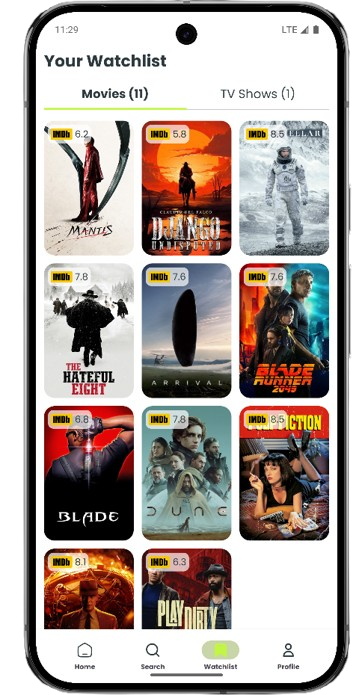 11:29 LTE
Your Watchlist
Movies (11) TV Shows (1)
IMDb 6.2
MANTIS
IMDb 5.8
DJANGO
UNDISPUTED
IMDb 8.5
IMDb 7.8
THE
HATEFUL
EIGHT
IMDb 7.6
ARRIVAL
IMDb 7.6
BLADE
RUNNER
2049
IMDb 6.8
BLADE
IMDb 7.8
DUNC
IMDb 8.5
FICTION
IMDb 8.1
IMDb 6.3
PLAY DIRTY
Home Search Watchlist Profile